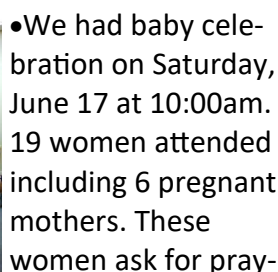 •We had baby cele-
bration on Saturday,
June 17 at 10:00am.
19 women attended
including 6 pregnant
mothers. These
women ask for pray-